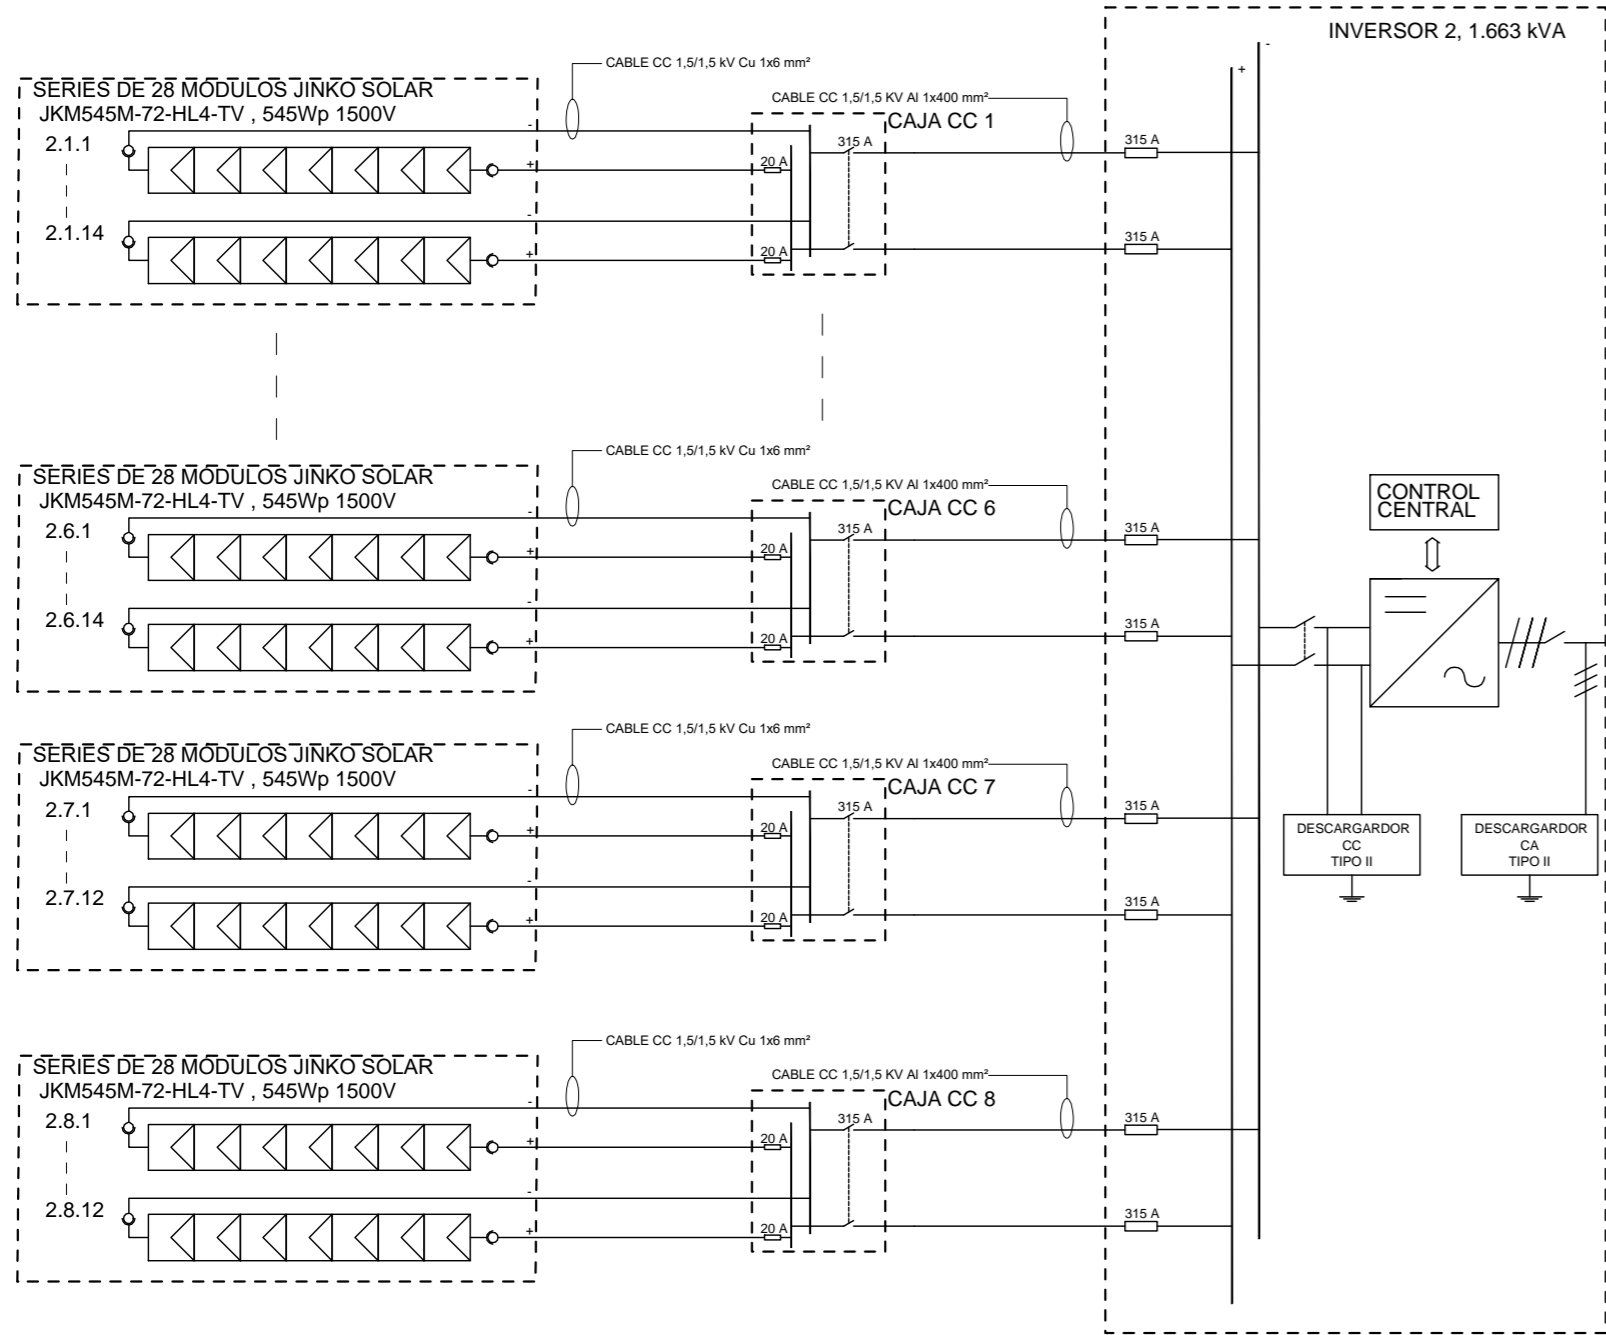 INVERSOR 2, 1.663 kVA
-
+
CABLE CC 1,5/1,5 kV Cu 1x6 mm²
SERIES DE 28 MÓDULOS JINKO SOLAR
JKM545M-72-HL4-TV , 545Wp 1500V
CABLE CC 1,5/1,5 KV Al 1x400 mm²
CAJA CC 1
2.1.1
-
315 A
315 A
+
20 A
2.1.14
-
315 A
+
20 A
CABLE CC 1,5/1,5 kV Cu 1x6 mm²
SERIES DE 28 MÓDULOS JINKO SOLAR
JKM545M-72-HL4-TV , 545Wp 1500V
CABLE CC 1,5/1,5 KV Al 1x400 mm²
CAJA CC 6
2.6.1
-
315 A
315 A
+
20 A
2.6.14
-
315 A
+
20 A
CONTROL
CENTRAL
CABLE CC 1,5/1,5 kV Cu 1x6 mm²
SERIES DE 28 MÓDULOS JINKO SOLAR
JKM545M-72-HL4-TV , 545Wp 1500V
CABLE CC 1,5/1,5 KV Al 1x400 mm²
CAJA CC 7
2.7.1
-
315 A
315 A
+
20 A
2.7.12
-
315 A
+
20 A
DESCARGARDOR
CC
TIPO II
DESCARGARDOR
CA
TIPO II
CABLE CC 1,5/1,5 kV Cu 1x6 mm²
SERIES DE 28 MÓDULOS JINKO SOLAR
JKM545M-72-HL4-TV , 545Wp 1500V
CABLE CC 1,5/1,5 KV Al 1x400 mm²
CAJA CC 8
2.8.1
-
315 A
315 A
+
20 A
2.8.12
-
315 A
+
20 A